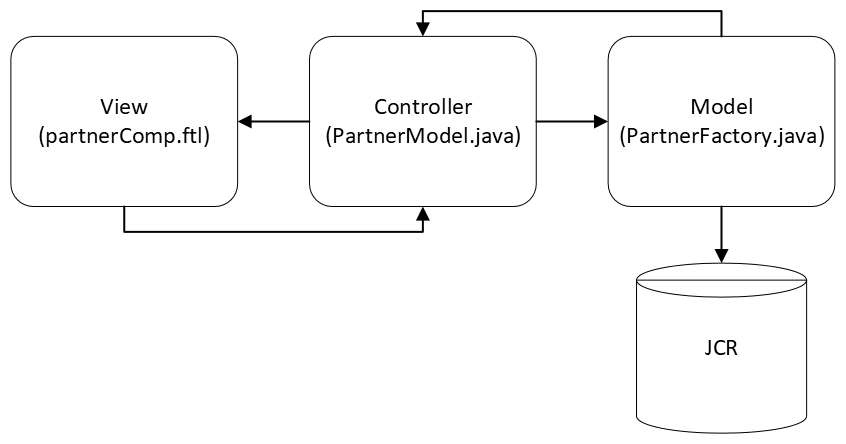 View
(partnerComp.ftl)
Controller
(PartnerModel.java)
Model
(PartnerFactory.java)
JCR